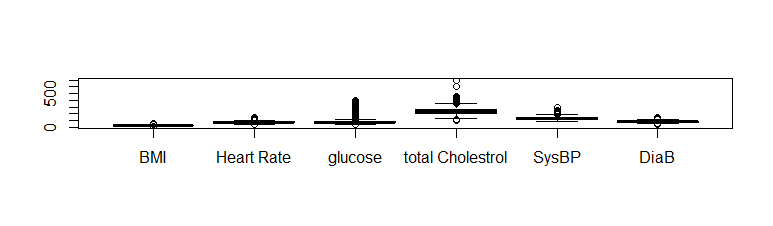 500
0
BMI Heart Rate glucose total Cholestrol SysBP DiaB